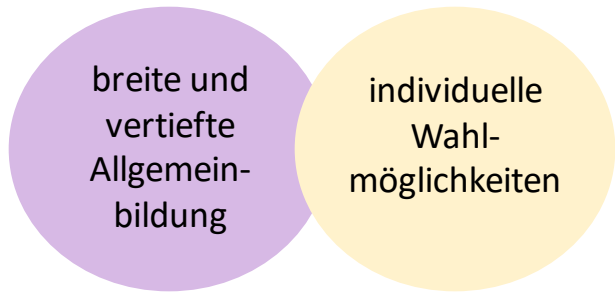 breite und
vertiefte
Allgemein-
bildung
individuelle
Wahl-
möglichkeiten